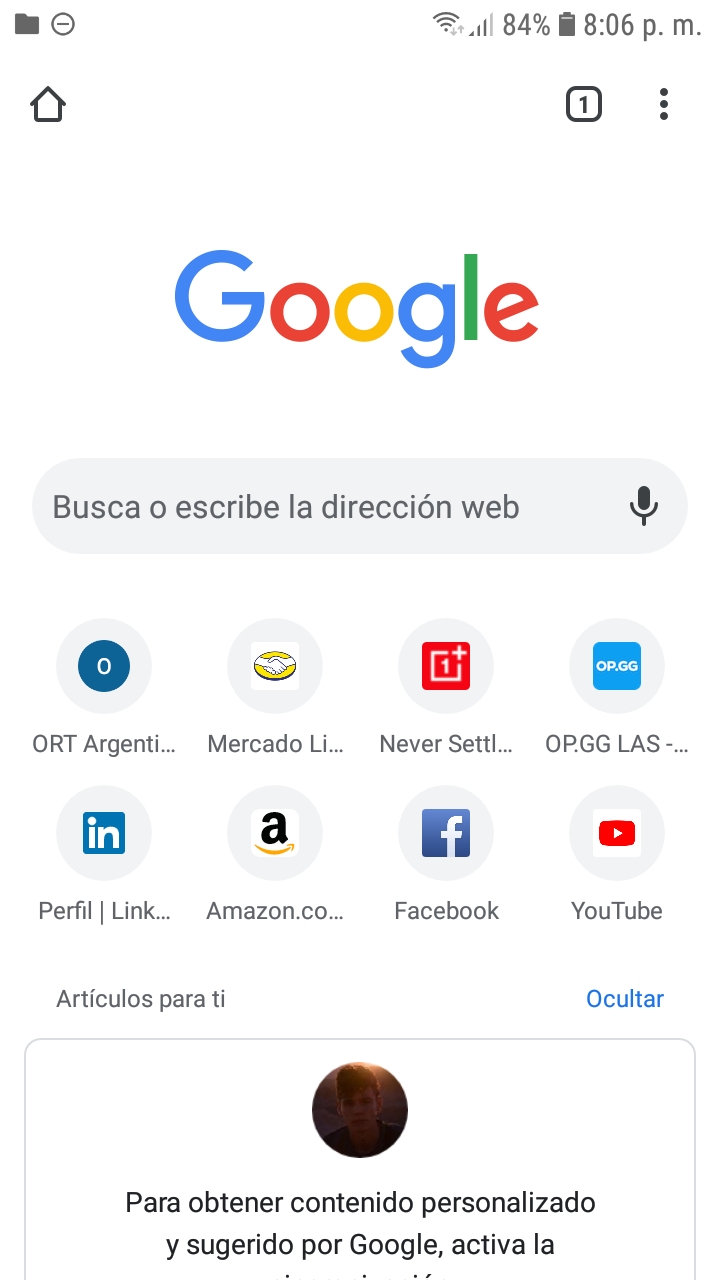 84% 8:06 p. m.
1
Google
Busca o escribe la dirección web
O
1+
OP.GG
ORT Argenti... Mercado Li... Never Settl... OP.GG LAS -...
in
a
f
Perfil | Link... Amazon.co... Facebook YouTube
Artículos para ti Ocultar
Para obtener contenido personalizado
y sugerido por Google, activa la